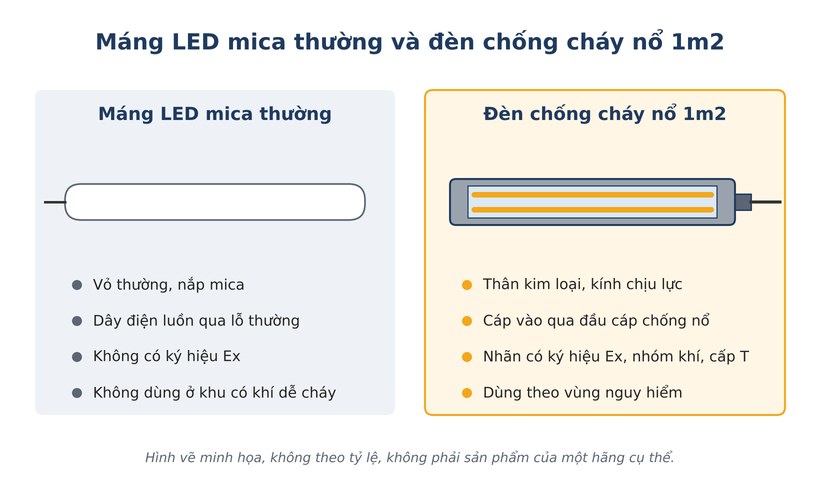 Máng LED mica thường và đèn chống cháy nổ 1m2
Máng LED mica thường
Vỏ thường, nắp mica
Dây điện luồn qua lỗ thường
Không có ký hiệu Ex
Không dùng ở khu có khí dễ cháy
Đèn chống cháy nổ 1m2
Thân kim loại, kính chịu lực
Cáp vào qua đầu cáp chống nổ
Nhãn có ký hiệu Ex, nhóm khí, cấp T
Dùng theo vùng nguy hiểm
Hình vẽ minh họa, không theo tỷ lệ, không phải sản phẩm của một hãng cụ thể.